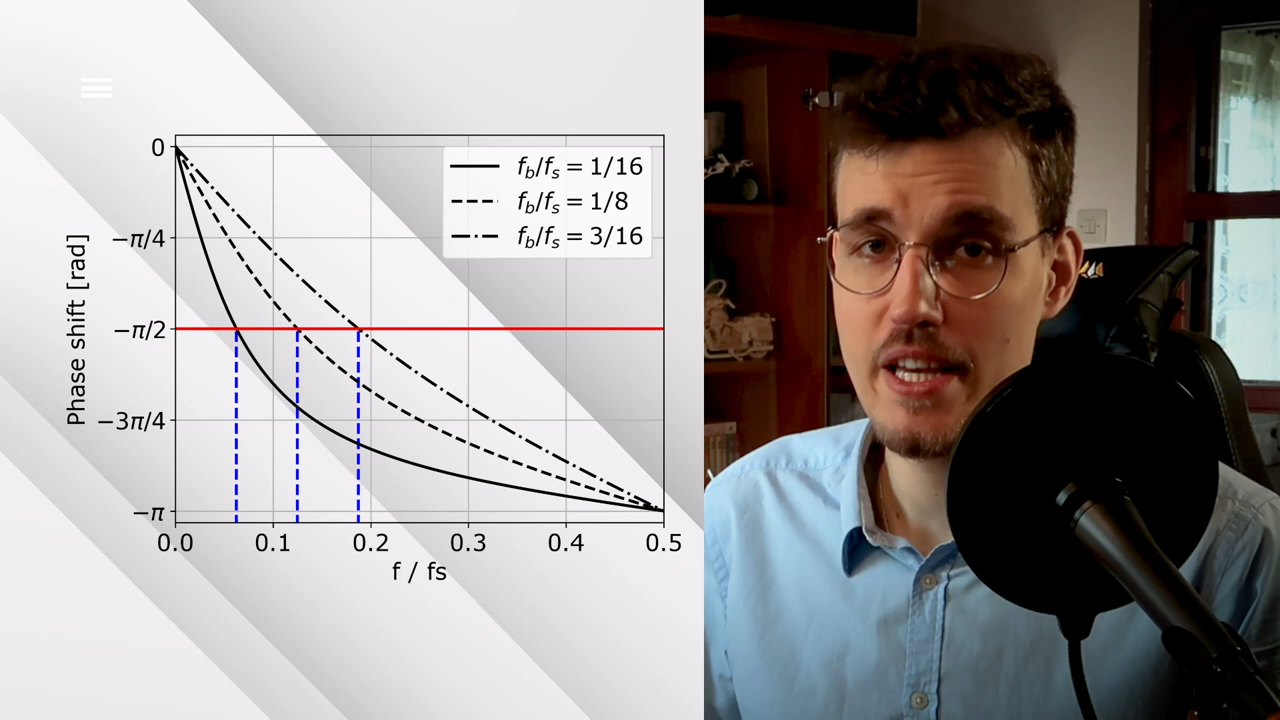 0
−π/4
−π/2
−3π/4
−π
Phase shift [rad]
f_b/f_s = 1/16
f_b/f_s = 1/8
f_b/f_s = 3/16
0.0 0.1 0.2 0.3 0.4 0.5
f / fs